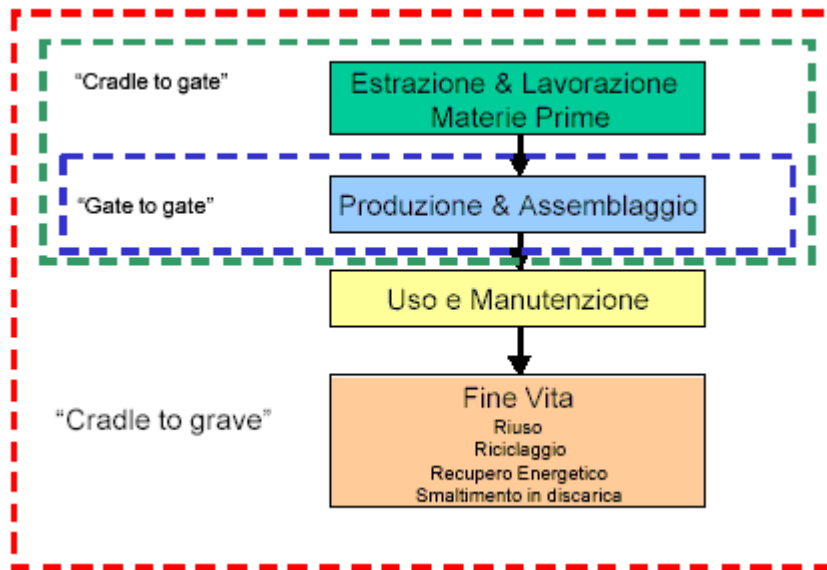 “Cradle to gate”
Estrazione & Lavorazione
Materie Prime
“Gate to gate”
Produzione & Assemblaggio
Uso e Manutenzione
“Cradle to grave”
Fine Vita
Riuso
Riciclaggio
Recupero Energetico
Smaltimento in discarica